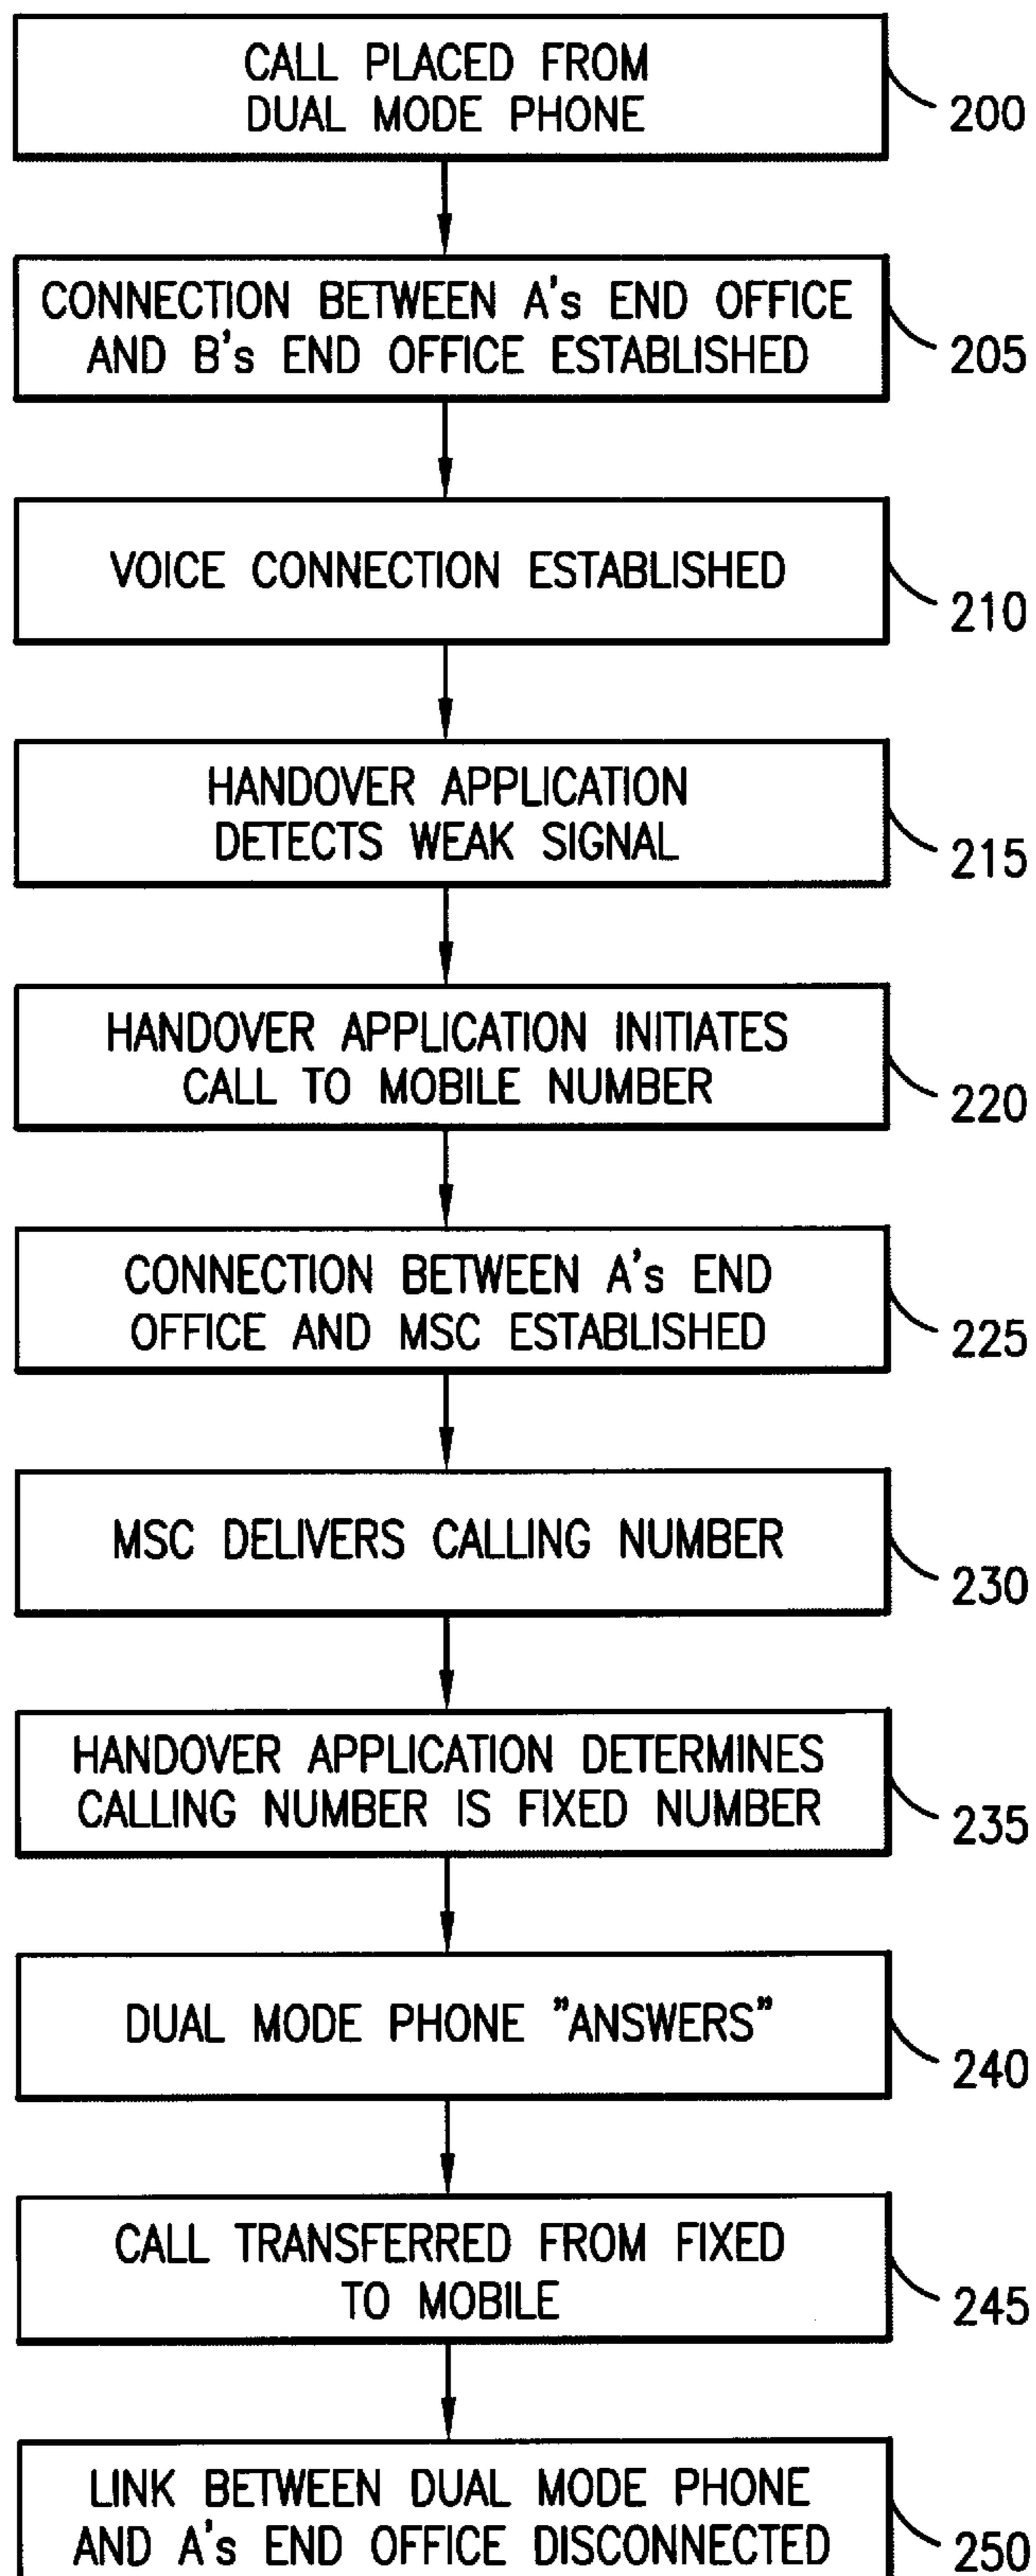 CALL PLACED FROM
DUAL MODE PHONE
200
CONNECTION BETWEEN A's END OFFICE
AND B's END OFFICE ESTABLISHED
205
VOICE CONNECTION ESTABLISHED
210
HANDOVER APPLICATION
DETECTS WEAK SIGNAL
215
HANDOVER APPLICATION INITIATES
CALL TO MOBILE NUMBER
220
CONNECTION BETWEEN A's END
OFFICE AND MSC ESTABLISHED
225
MSC DELIVERS CALLING NUMBER
230
HANDOVER APPLICATION DETERMINES
CALLING NUMBER IS FIXED NUMBER
235
DUAL MODE PHONE "ANSWERS"
240
CALL TRANSFERRED FROM FIXED
TO MOBILE
245
LINK BETWEEN DUAL MODE PHONE
AND A's END OFFICE DISCONNECTED
250